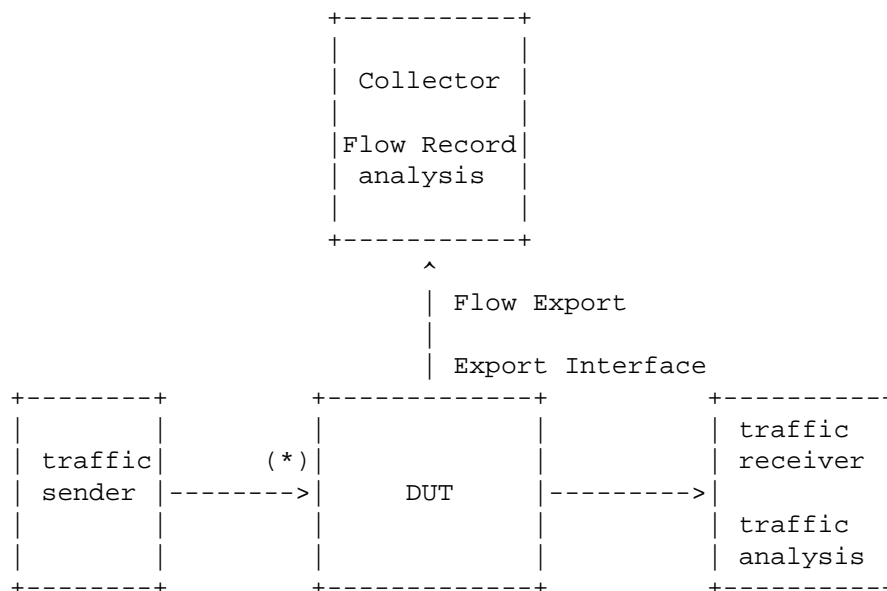 Collector
Flow Record
analysis
Flow Export
Export Interface
traffic
sender
(*)
DUT
traffic
receiver
traffic
analysis